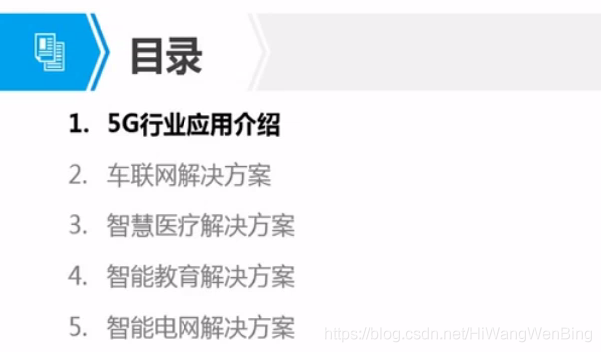 目录
1. 5G行业应用介绍
2. 车联网解决方案
3. 智慧医疗解决方案
4. 智能教育解决方案
5. 智能电网解决方案
https://blog.csdn.net/HiWangWenBing